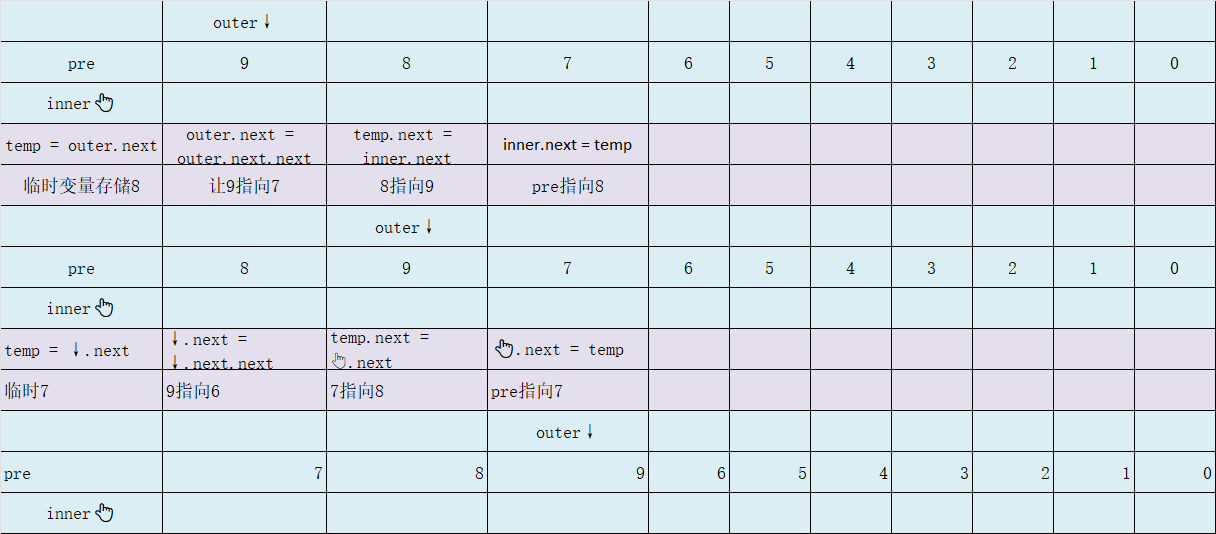 outer↓
pre 9 8 7 6 5 4 3 2 1 0
inner👆
temp = outer.next outer.next = outer.next.next temp.next = inner.next inner.next = temp
临时变量存储8 让9指向7 8指向9 pre指向8
outer↓
pre 8 9 7 6 5 4 3 2 1 0
inner👆
temp = ↓.next ↓.next = ↓.next.next temp.next = 👆.next 👆.next = temp
临时7 9指向6 7指向8 pre指向7
outer↓
pre 7 8 9 6 5 4 3 2 1 0
inner👆